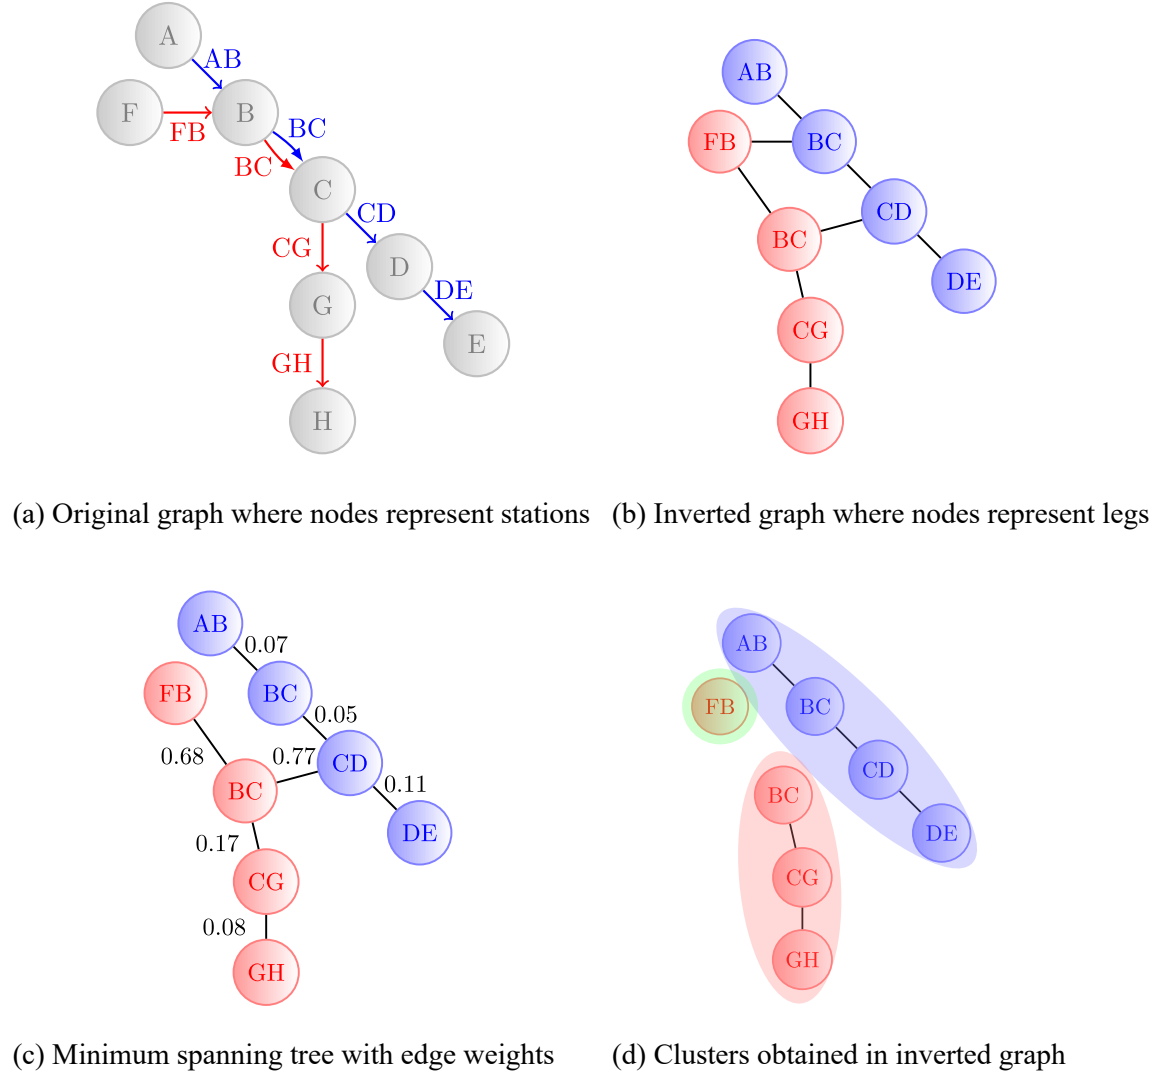 A
AB
F
FB
B
BC
BC
C
CD
CG
D
DE
G
E
GH
H
(a) Original graph where nodes represent stations
AB
FB
BC
CD
BC
DE
CG
GH
(b) Inverted graph where nodes represent legs
AB
0.07
FB
BC
0.05
0.68
0.77
CD
BC
0.11
DE
0.17
CG
0.08
GH
(c) Minimum spanning tree with edge weights
AB
FB
BC
CD
BC
DE
CG
GH
(d) Clusters obtained in inverted graph